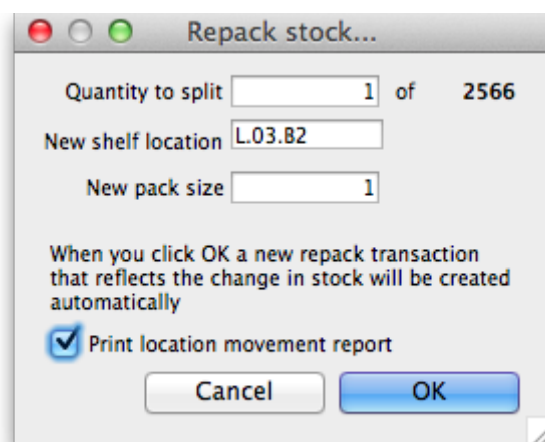 Repack stock...
Quantity to split 1 of 2566
New shelf location L.03.B2
New pack size 1
When you click OK a new repack transaction
that reflects the change in stock will be created
automatically
Print location movement report
Cancel OK